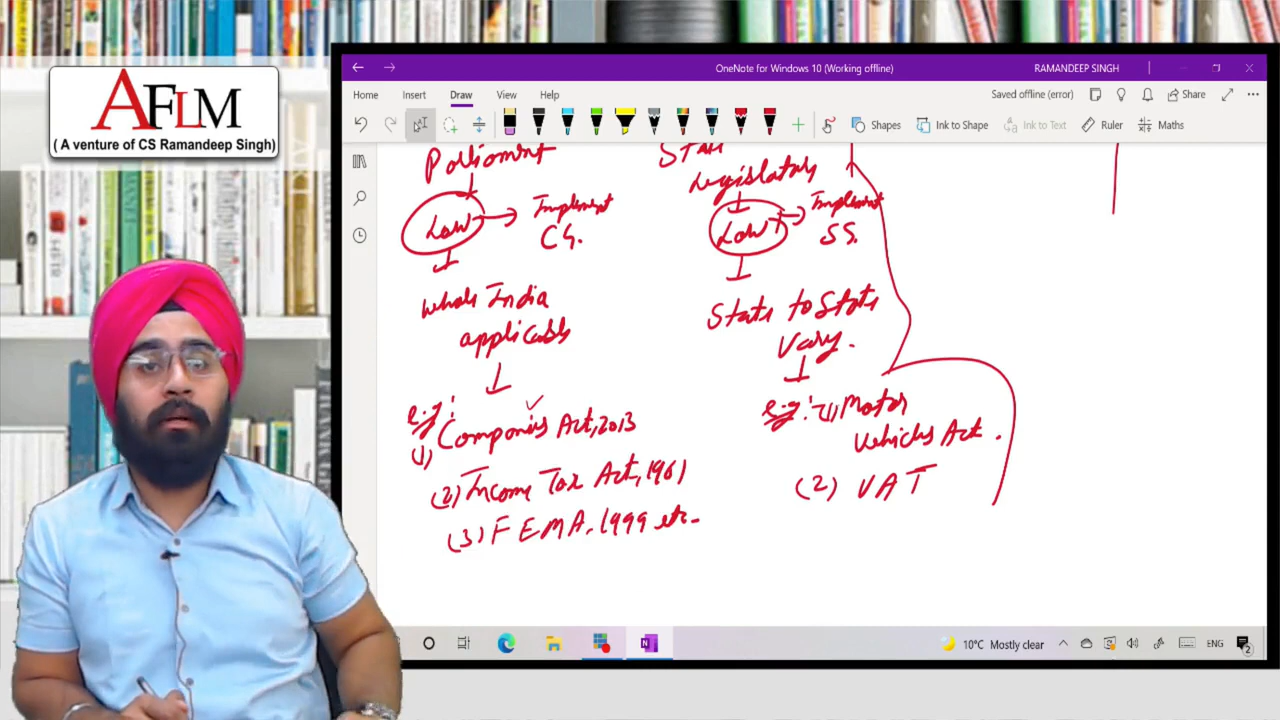 AFLM
( A venture of CS Ramandeep Singh)
OneNote for Windows 10 (Working offline)
RAMANDEEP SINGH
Home Insert Draw View Help
Saved offline (error)
Share
Shapes
Ink to Shape
Ink to Text
Ruler
Maths
Parliament
State
Legislators
Law
Implement
CG.
Law
Implement
SG.
Whole India
applicable
State to State
Vary.
e.g:
(1) Companies Act, 2013
(2) Income Tax Act, 1961
(3) FEMA, 1999 etc.
e.g: (1) Motor
Vehicles Act.
(2) VAT
10°C Mostly clear
ENG
2